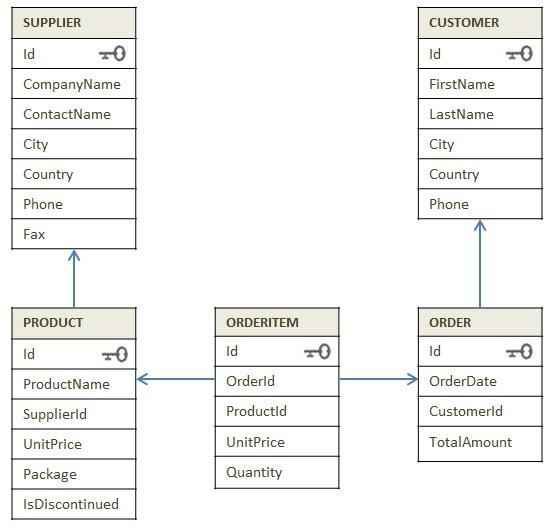 SUPPLIER
Id
CompanyName
ContactName
City
Country
Phone
Fax
CUSTOMER
Id
FirstName
LastName
City
Country
Phone
PRODUCT
Id
ProductName
SupplierId
UnitPrice
Package
IsDiscontinued
ORDERITEM
Id
OrderId
ProductId
UnitPrice
Quantity
ORDER
Id
OrderDate
CustomerId
TotalAmount